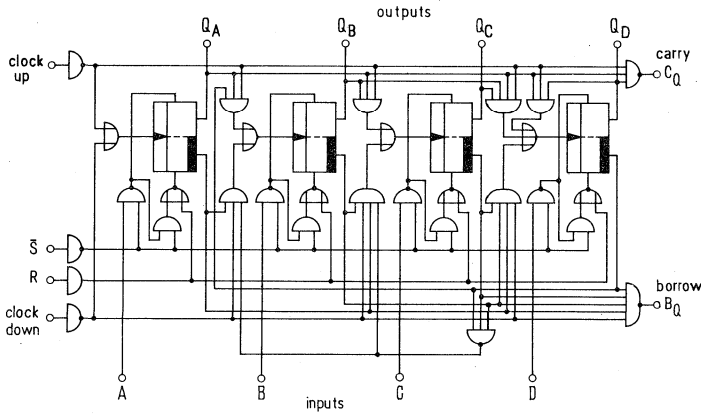 outputs
Q_A
Q_B
Q_C
Q_D
clock
up
carry
C_Q
S̅
R
clock
down
borrow
B_Q
A
B
C
D
inputs